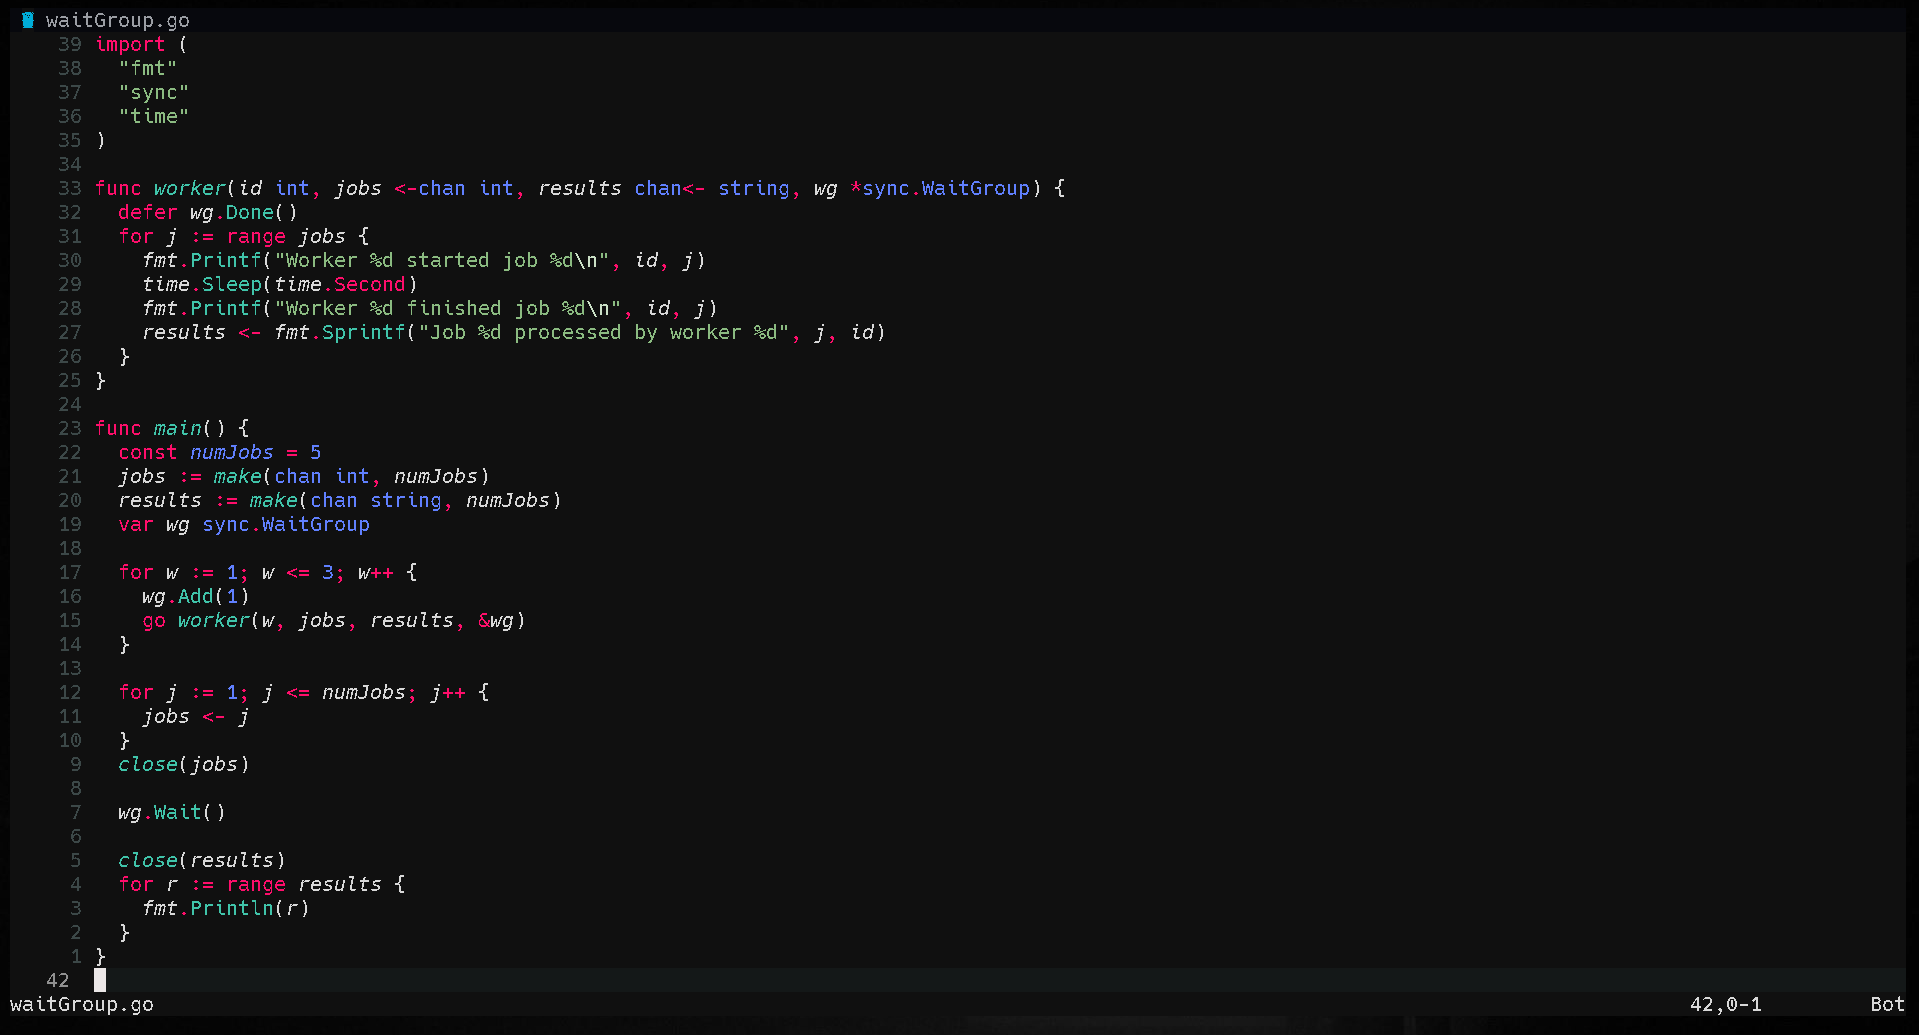 waitGroup.go
39 import (
38   "fmt"
37   "sync"
36   "time"
35 )
34
33 func worker(id int, jobs <-chan int, results chan<- string, wg *sync.WaitGroup) {
32   defer wg.Done()
31   for j := range jobs {
30     fmt.Printf("Worker %d started job %d\n", id, j)
29     time.Sleep(time.Second)
28     fmt.Printf("Worker %d finished job %d\n", id, j)
27     results <- fmt.Sprintf("Job %d processed by worker %d", j, id)
26   }
25 }
24
23 func main() {
22   const numJobs = 5
21   jobs := make(chan int, numJobs)
20   results := make(chan string, numJobs)
19   var wg sync.WaitGroup
18
17   for w := 1; w <= 3; w++ {
16     wg.Add(1)
15     go worker(w, jobs, results, &wg)
14   }
13
12   for j := 1; j <= numJobs; j++ {
11     jobs <- j
10   }
9   close(jobs)
8
7   wg.Wait()
6
5   close(results)
4   for r := range results {
3     fmt.Println(r)
2   }
1 }
42
waitGroup.go 42,0-1 Bot